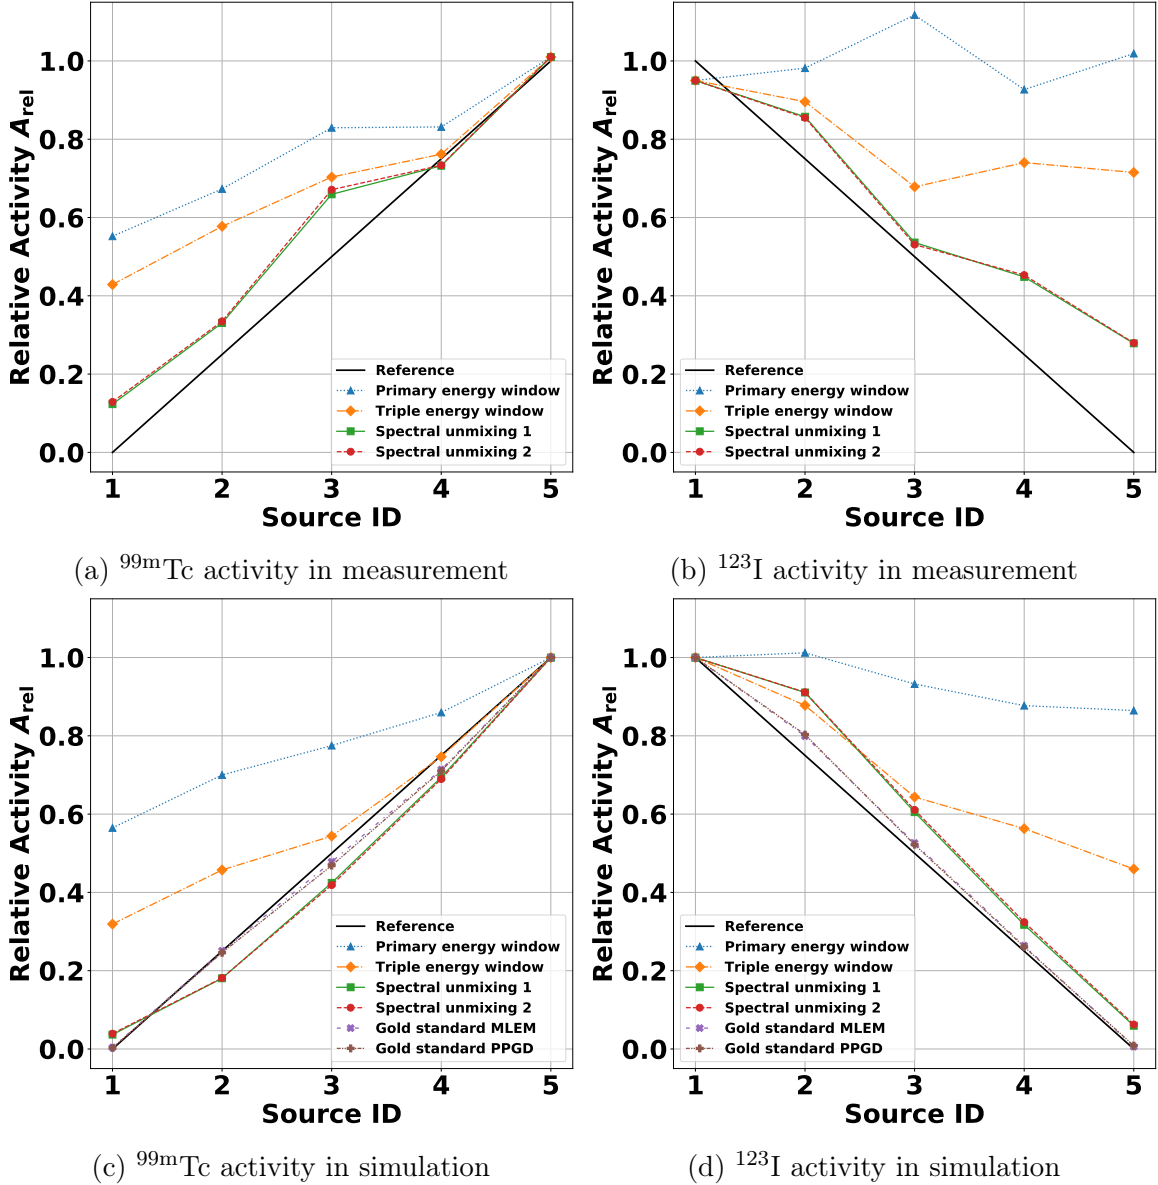 Relative Activity A_rel
1.0
0.8
0.6
0.4
0.2
0.0
Reference
Primary energy window
Triple energy window
Spectral unmixing 1
Spectral unmixing 2
1 2 3 4 5
Source ID
(a) ⁹⁹ᵐTc activity in measurement
Relative Activity A_rel
1.0
0.8
0.6
0.4
0.2
0.0
Reference
Primary energy window
Triple energy window
Spectral unmixing 1
Spectral unmixing 2
1 2 3 4 5
Source ID
(b) ¹²³I activity in measurement
Relative Activity A_rel
1.0
0.8
0.6
0.4
0.2
0.0
Reference
Primary energy window
Triple energy window
Spectral unmixing 1
Spectral unmixing 2
Gold standard MLEM
Gold standard PPGD
1 2 3 4 5
Source ID
(c) ⁹⁹ᵐTc activity in simulation
Relative Activity A_rel
1.0
0.8
0.6
0.4
0.2
0.0
Reference
Primary energy window
Triple energy window
Spectral unmixing 1
Spectral unmixing 2
Gold standard MLEM
Gold standard PPGD
1 2 3 4 5
Source ID
(d) ¹²³I activity in simulation